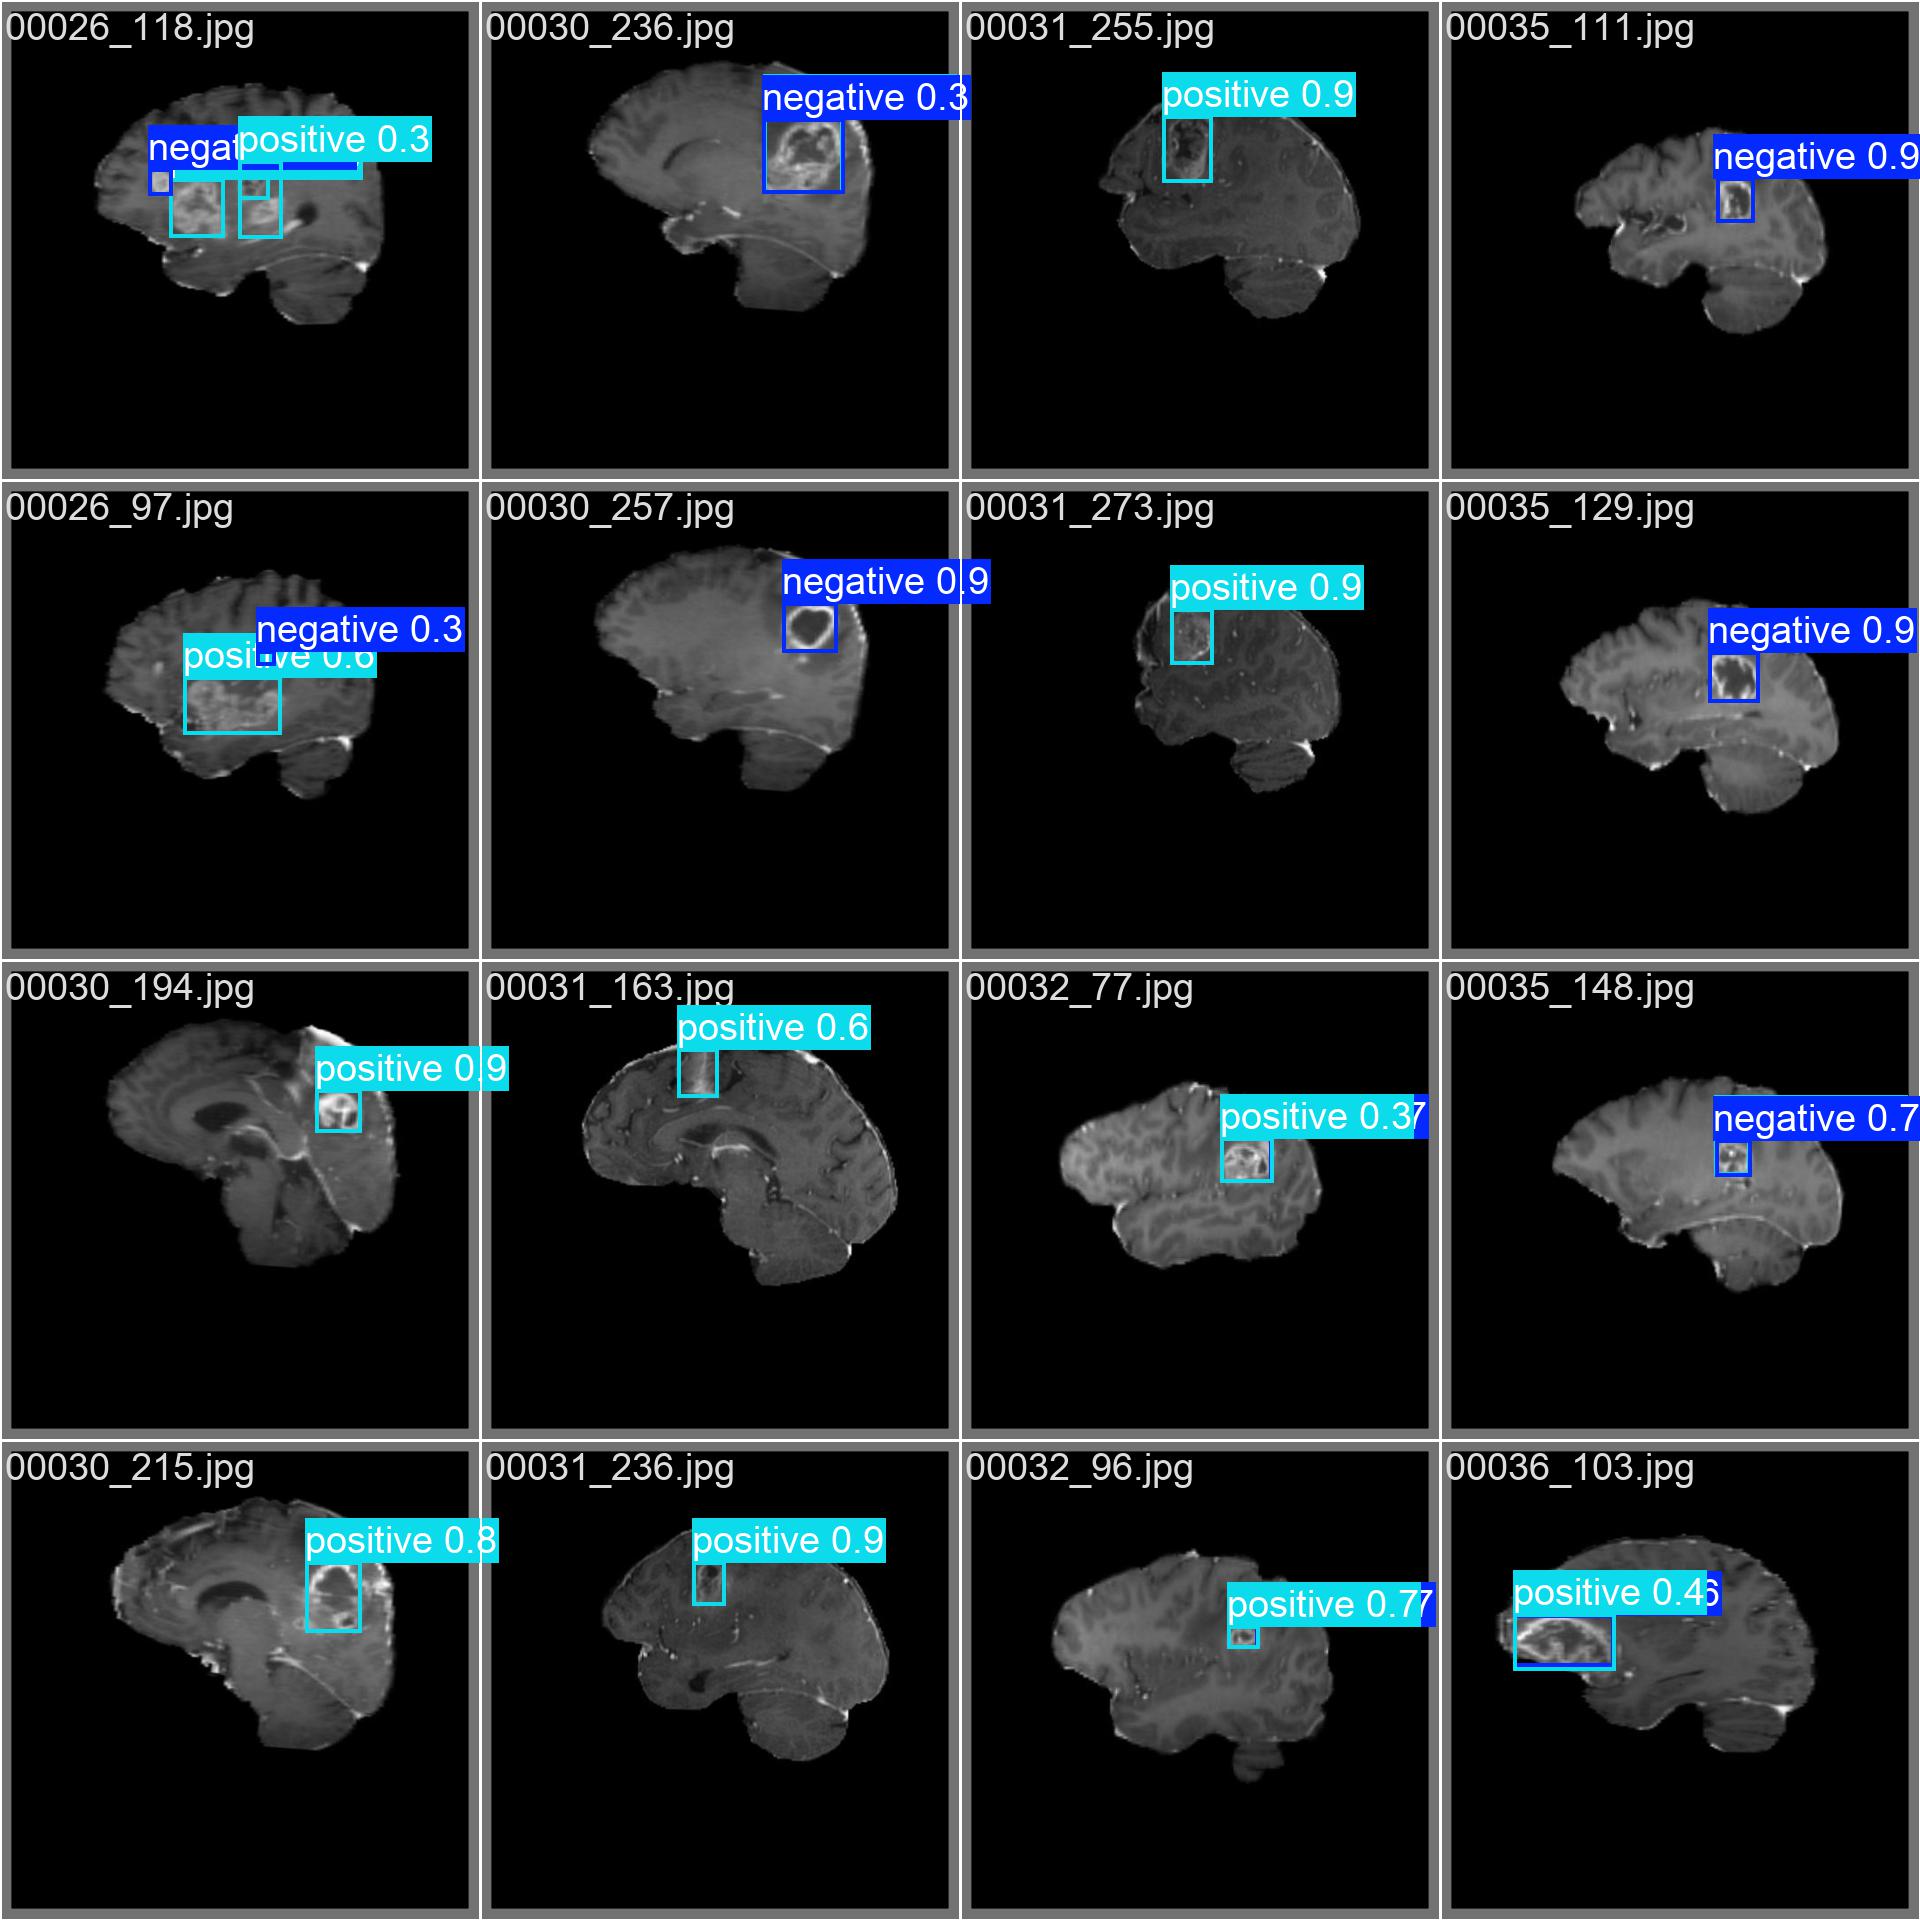 00026_118.jpg
negat
positive 0.3
00030_236.jpg
negative 0.3
00031_255.jpg
positive 0.9
00035_111.jpg
negative 0.9
00026_97.jpg
negative 0.3
positive 0.6
00030_257.jpg
negative 0.9
00031_273.jpg
positive 0.9
00035_129.jpg
negative 0.9
00030_194.jpg
positive 0.9
00031_163.jpg
positive 0.6
00032_77.jpg
positive 0.37
00035_148.jpg
negative 0.7
00030_215.jpg
positive 0.8
00031_236.jpg
positive 0.9
00032_96.jpg
positive 0.77
00036_103.jpg
positive 0.46